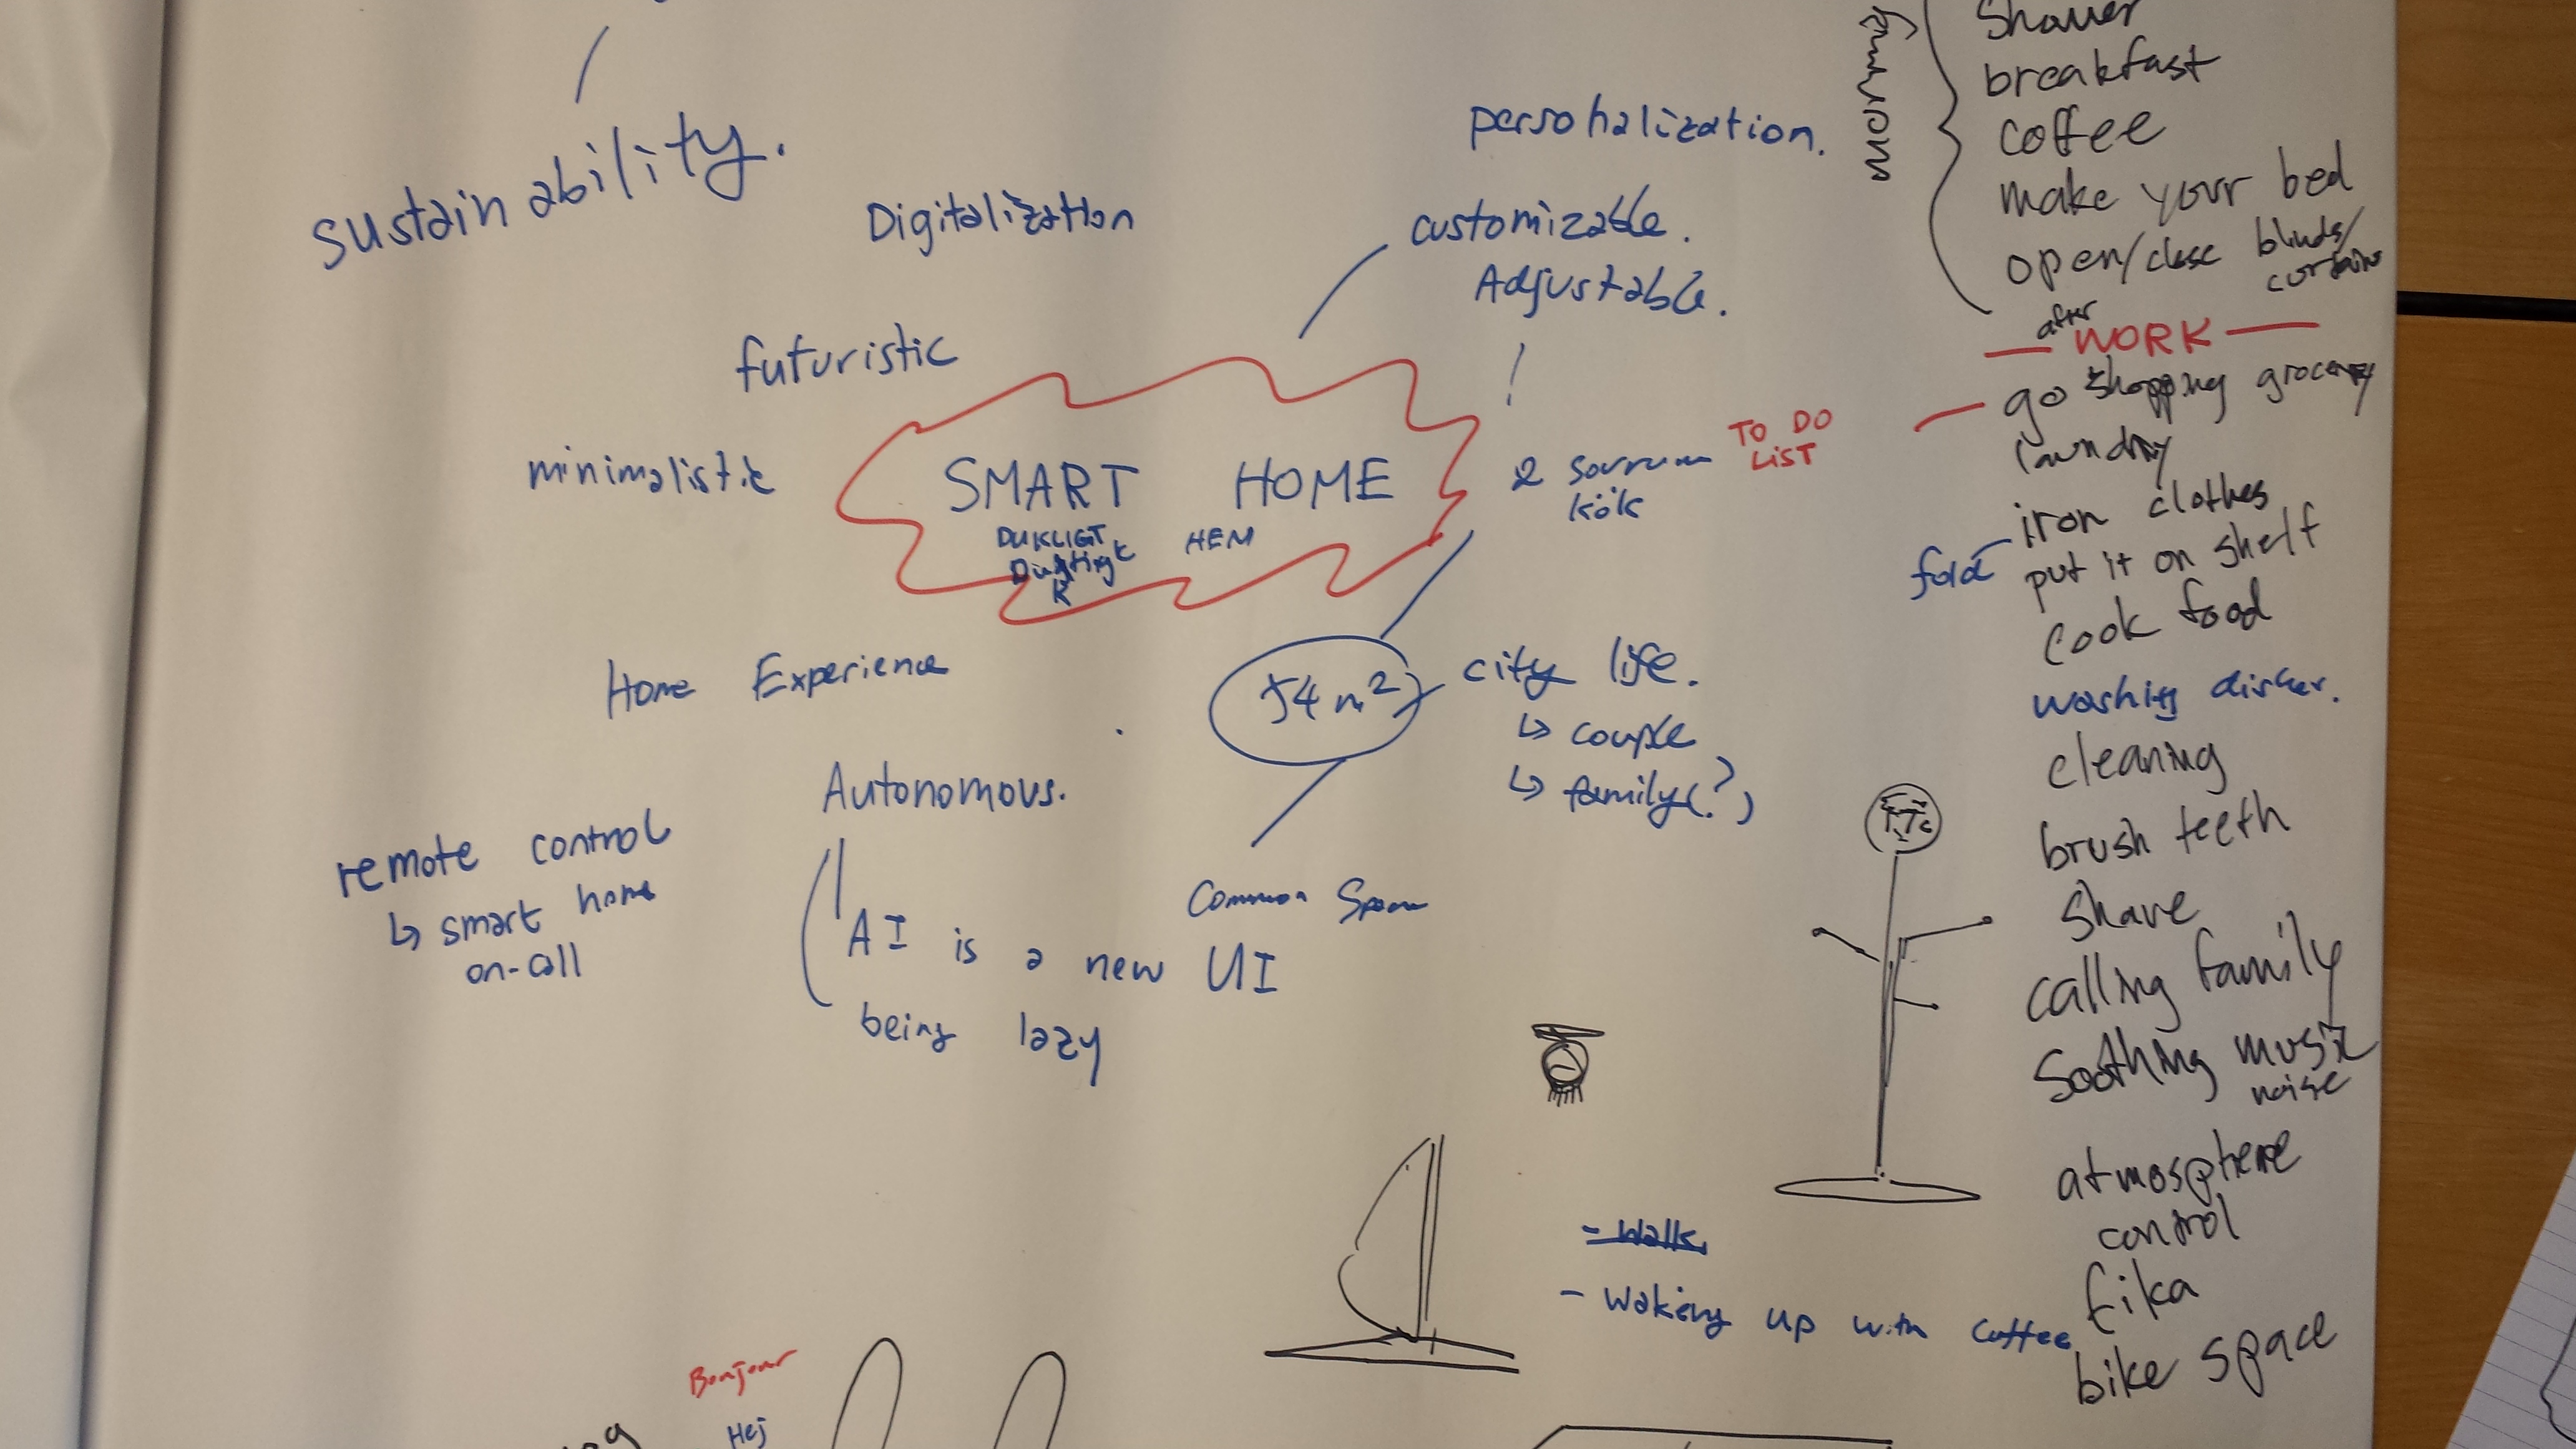 sustainability.
Digitalization
personalization.
customizable.
Adjustable.
futuristic
minimalistic
SMART HOME
DUKLIGT HEM
2 sovrum
kök
TO DO
LIST
Home Experience
54 m²
city life.
↳ couple
↳ family(?)
Autonomous.
remote control
↳ smart home
on-call
Common Space
AI is a new UI
being lazy
- Walk
- Waking up with coffee
Bonjour
Hej
morning
Shower
breakfast
coffee
make your bed
open/close blinds/
curtains
after
WORK
go shopping grocery
laundry
iron clothes
fold
put it on shelf
cook food
washing dishes.
cleaning
brush teeth
shave
calling family
Soothing music
noise
atmosphere
control
fika
bike space